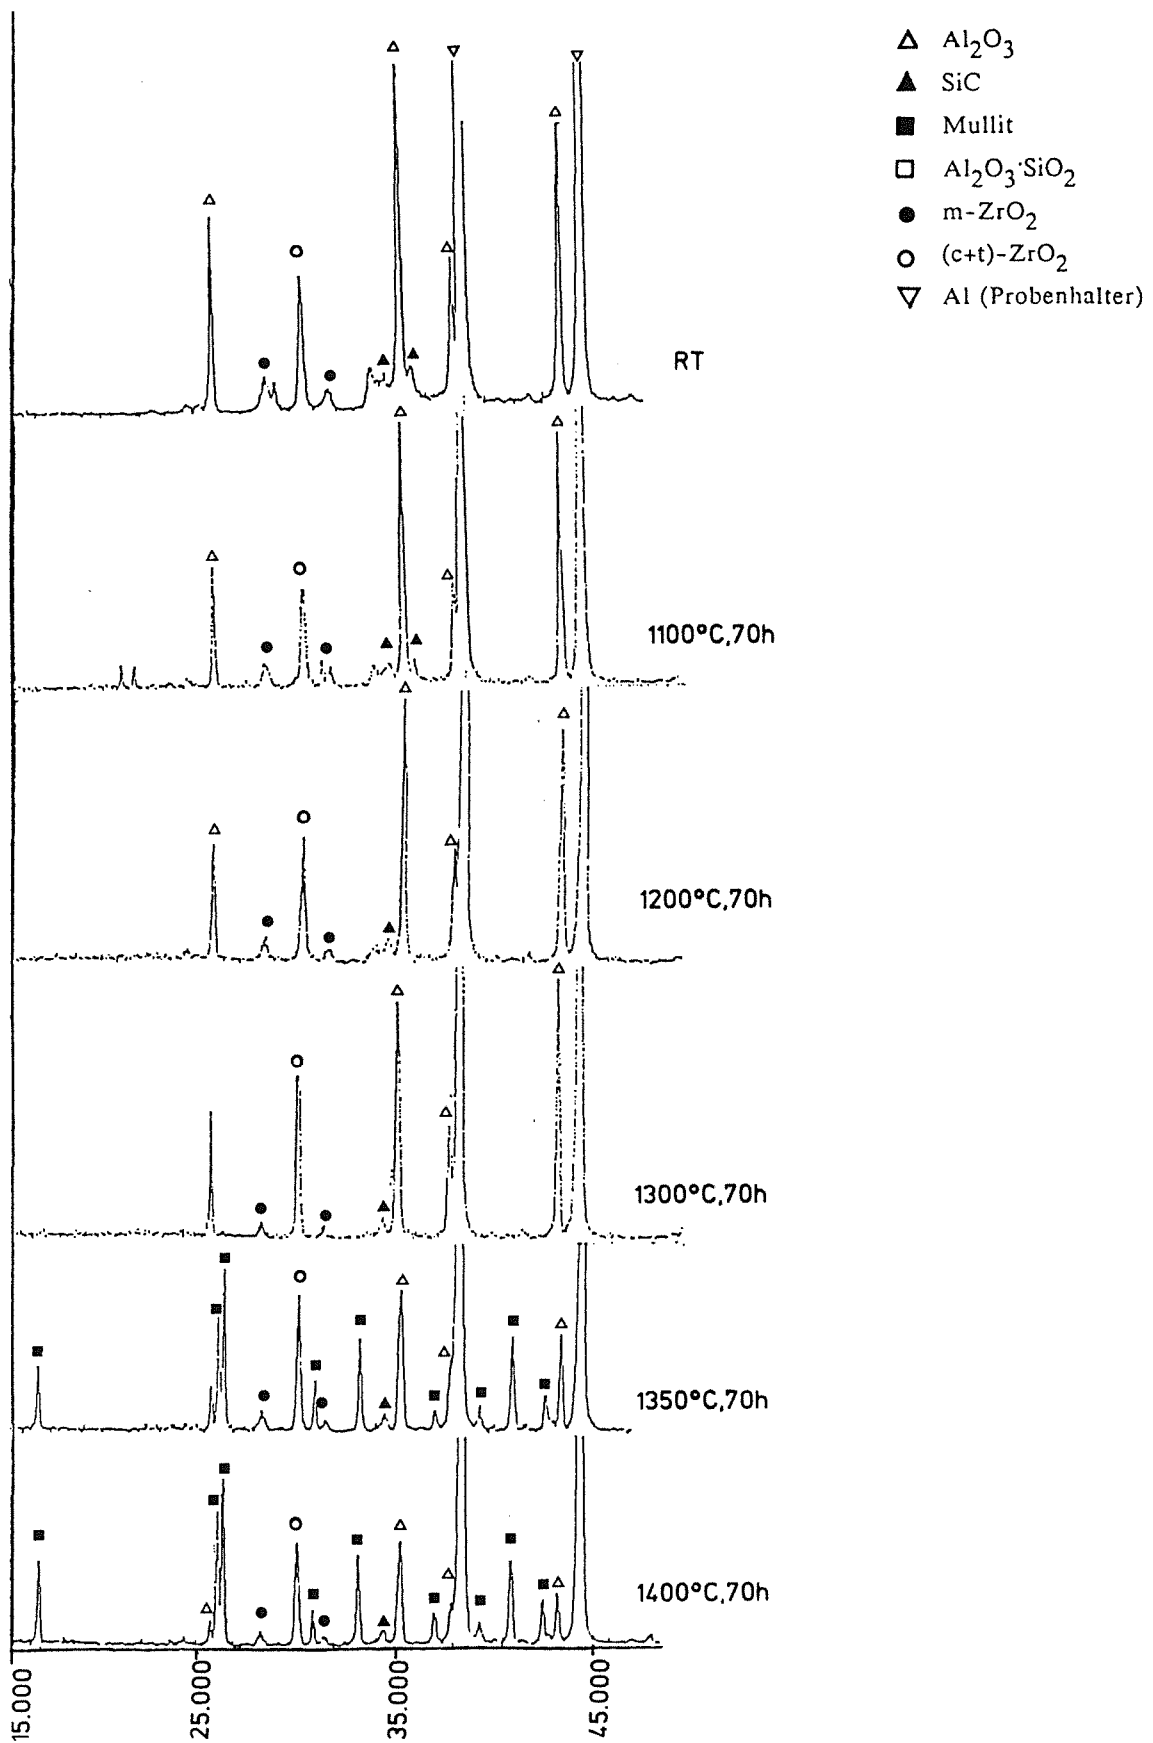 Al2O3
SiC
Mullit
Al2O3·SiO2
m-ZrO2
(c+t)-ZrO2
Al (Probenhalter)
RT
1100°C,70h
1200°C,70h
1300°C,70h
1350°C,70h
1400°C,70h
15.000
25.000
35.000
45.000